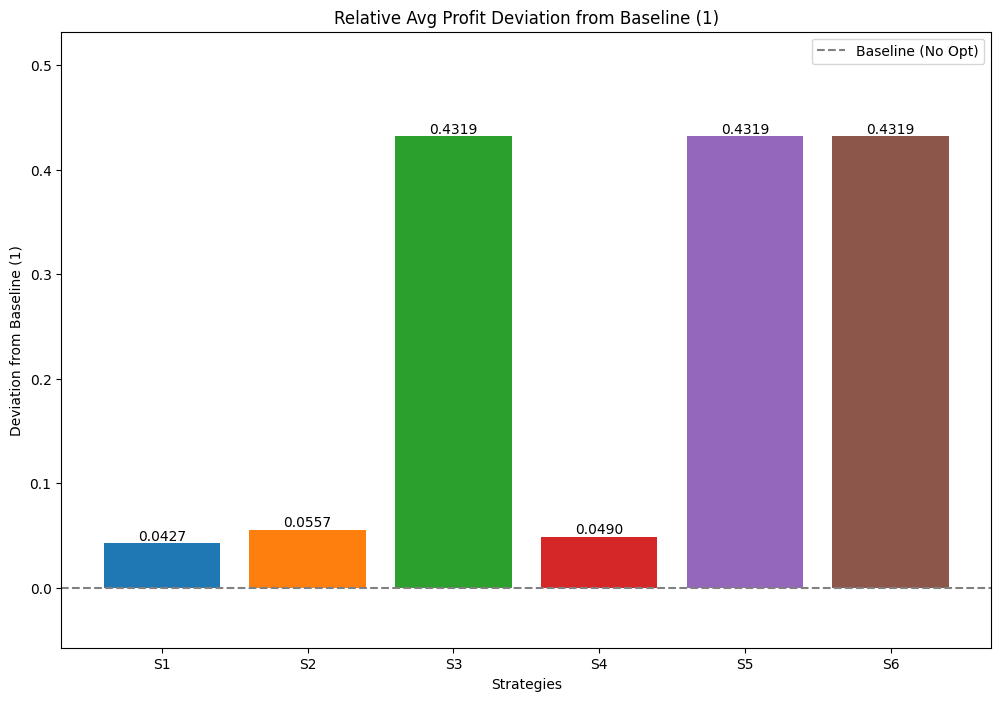 Relative Avg Profit Deviation from Baseline (1)
Baseline (No Opt)
Deviation from Baseline (1)
0.5
0.4
0.3
0.2
0.1
0.0
0.0427
0.0557
0.4319
0.0490
0.4319
0.4319
S1
S2
S3
S4
S5
S6
Strategies